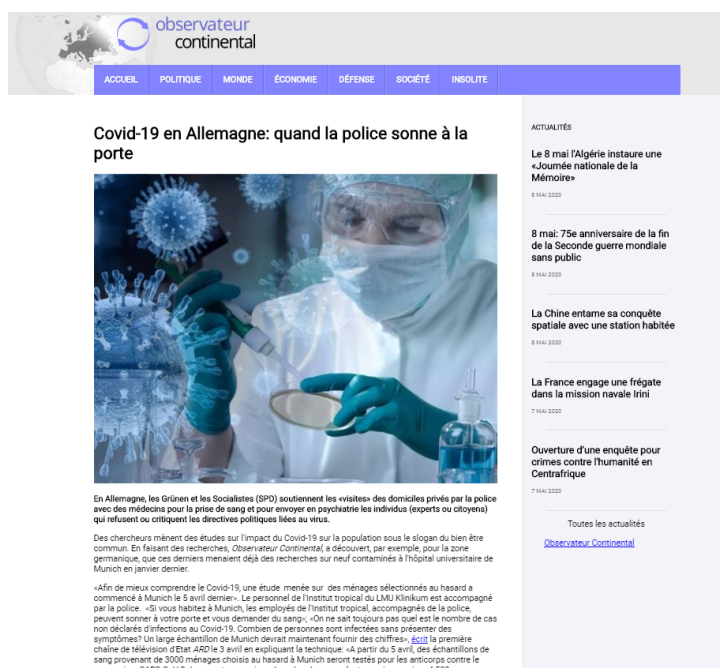 observateur
continental
ACCUEIL POLITIQUE MONDE ÉCONOMIE DÉFENSE SOCIÉTÉ INSOLITE
Covid-19 en Allemagne: quand la police sonne à la
porte
En Allemagne, les Grünen et les Socialistes (SPD) soutiennent les «visites» des domiciles privés par la police
avec des médecins pour la prise de sang et pour envoyer en psychiatrie les individus (experts ou citoyens)
qui refusent ou critiquent les directives politiques liées au virus.
Des chercheurs mènent des études sur l'impact du Covid-19 sur la population sous le slogan du bien être
commun. En faisant des recherches, Observateur Continental, a découvert, par exemple, pour la zone
germanique, que ces derniers menaient déjà des recherches sur neuf contaminés à l'hôpital universitaire de
Munich en janvier dernier.
«Afin de mieux comprendre le Covid-19, une étude menée sur des ménages sélectionnés au hasard a
commencé à Munich le 5 avril dernier». Le personnel de l'Institut tropical du LMU Klinikum est accompagné
par la police. «Si vous habitez à Munich, les employés de l'Institut tropical, accompagnés de la police,
peuvent sonner à votre porte et vous demander du sang»; «On ne sait toujours pas quel est le nombre de cas
non déclarés d'infections au Covid-19. Combien de personnes sont infectées sans présenter des
symptômes? Un large échantillon de Munich devrait maintenant fournir des chiffres», écrit la première
chaîne de télévision d'Etat ARD le 3 avril en expliquant la technique: «A partir du 5 avril, des échantillons de
sang provenant de 3000 ménages choisis au hasard à Munich seront testés pour les anticorps contre le
ACTUALITÉS
Le 8 mai l'Algérie instaure une
«Journée nationale de la
Mémoire»
8 MAI 2020
8 mai: 75e anniversaire de la fin
de la Seconde guerre mondiale
sans public
8 MAI 2020
La Chine entame sa conquête
spatiale avec une station habitée
8 MAI 2020
La France engage une frégate
dans la mission navale Irini
7 MAI 2020
Ouverture d'une enquête pour
crimes contre l'humanité en
Centrafrique
7 MAI 2020
Toutes les actualités
Observateur Continental